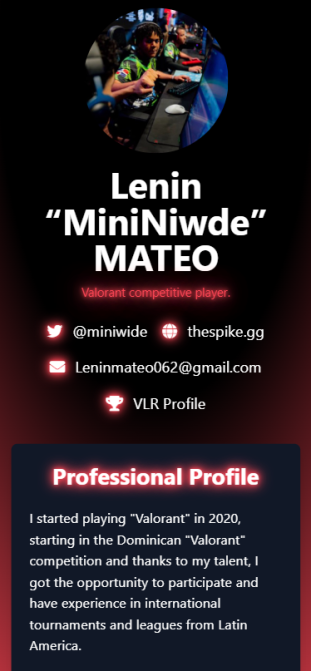 Lenin
“MiniNiwde”
MATEO
Valorant competitive player.
@miniwide thespike.gg
Leninmateo062@gmail.com
VLR Profile
Professional Profile
I started playing "Valorant" in 2020,
starting in the Dominican "Valorant"
competition and thanks to my talent, I
got the opportunity to participate and
have experience in international
tournaments and leagues from Latin
America.